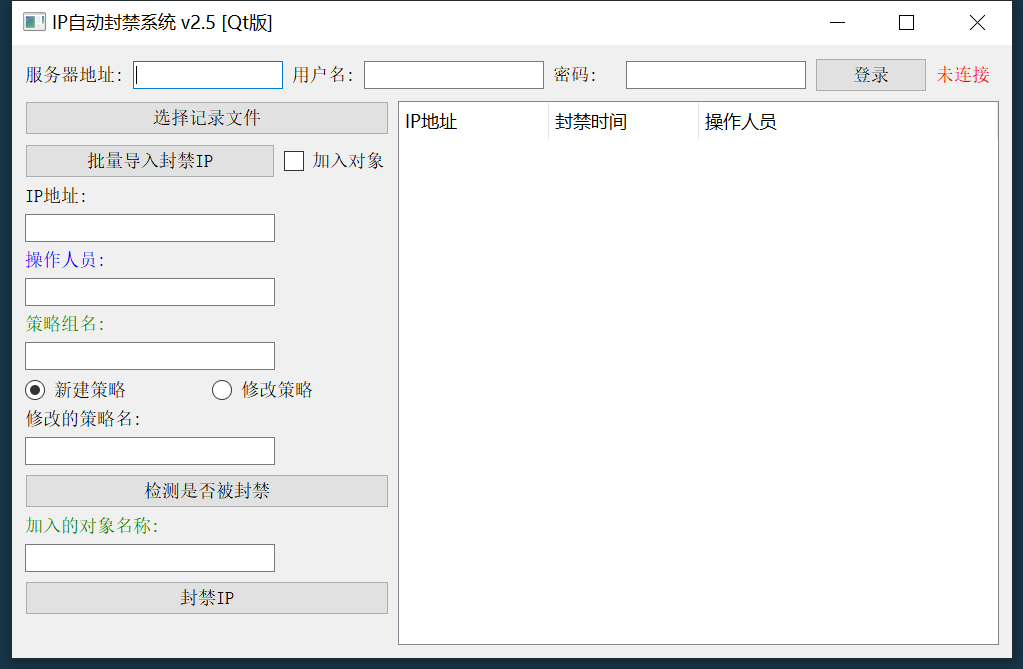 IP自动封禁系统 v2.5 [Qt版]
服务器地址: 用户名: 密码: 登录 未连接
选择记录文件
批量导入封禁IP 加入对象
IP地址:
操作人员:
策略组名:
新建策略 修改策略
修改的策略名:
检测是否被封禁
加入的对象名称:
封禁IP
IP地址 封禁时间 操作人员